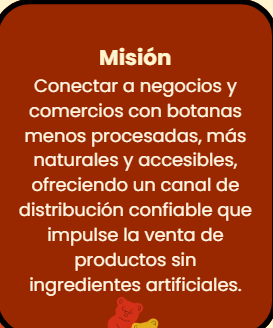 Misión
Conectar a negocios y
comercios con botanas
menos procesadas, más
naturales y accesibles,
ofreciendo un canal de
distribución confiable que
impulse la venta de
productos sin
ingredientes artificiales.